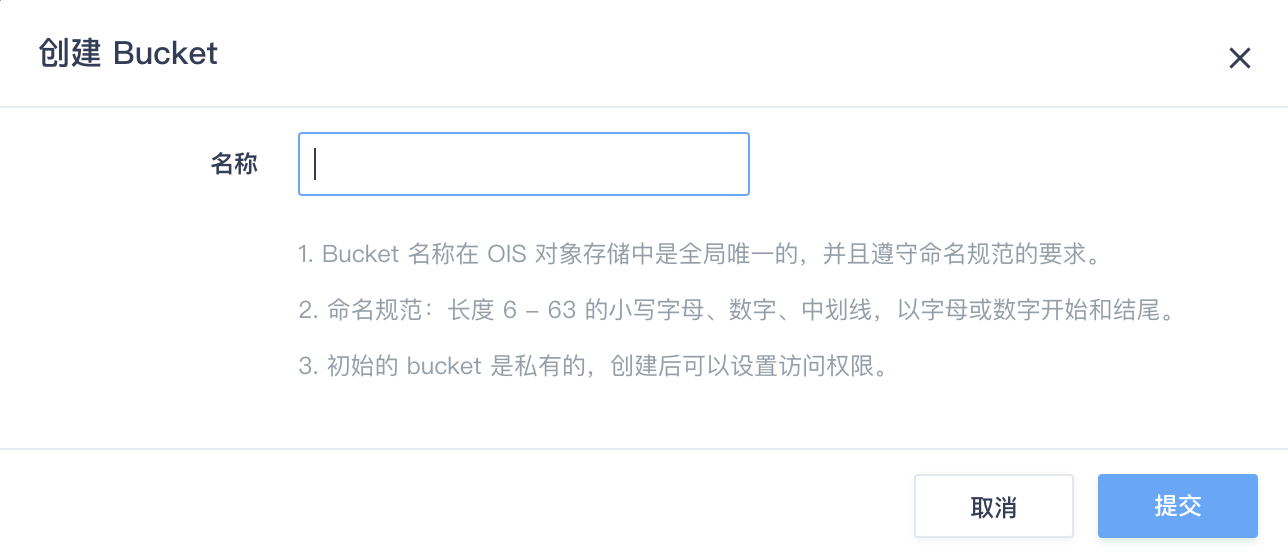 创建 Bucket
名称
1. Bucket 名称在 OIS 对象存储中是全局唯一的，并且遵守命名规范的要求。
2. 命名规范：长度 6 - 63 的小写字母、数字、中划线，以字母或数字开始和结尾。
3. 初始的 bucket 是私有的，创建后可以设置访问权限。
取消
提交